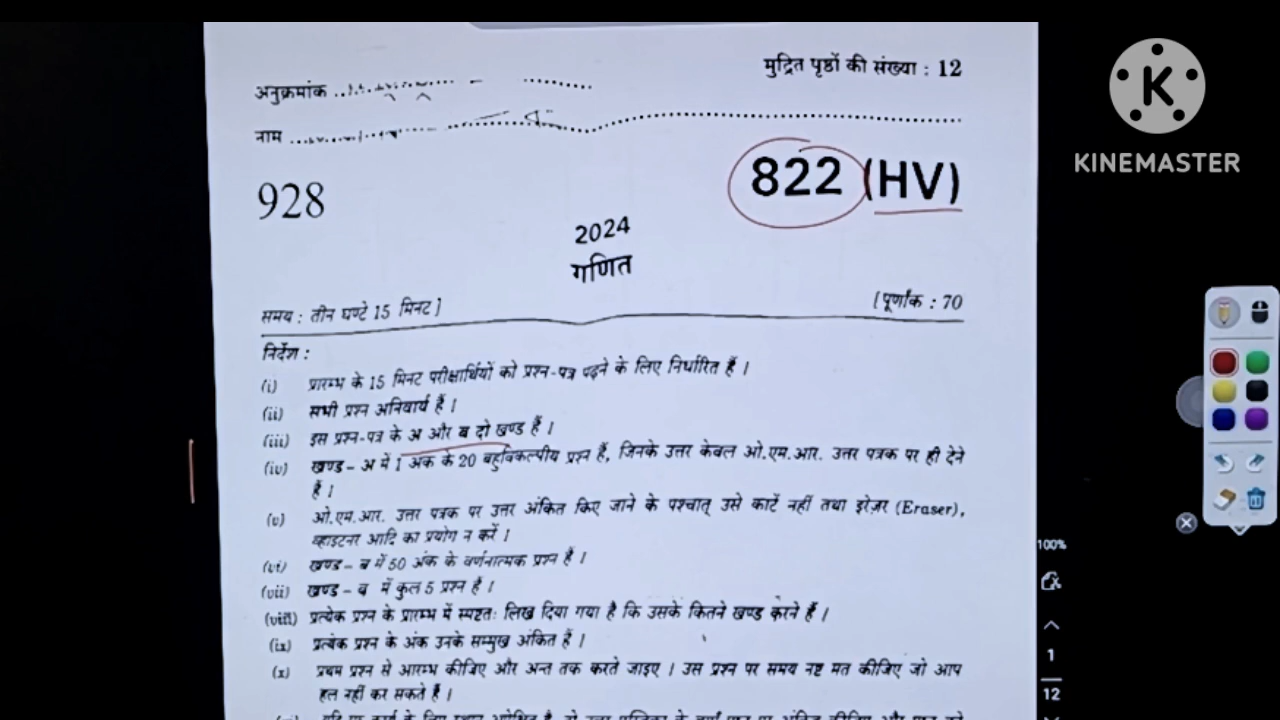 मुद्रित पृष्ठों की संख्या : 12
अनुक्रमांक
नाम
KINEMASTER
928
822 (HV)
2024
गणित
समय : तीन घण्टे 15 मिनट ]
[ पूर्णांक : 70
निर्देश :
(i) प्रारम्भ के 15 मिनट परीक्षार्थियों को प्रश्न-पत्र पढ़ने के लिए निर्धारित हैं ।
(ii) सभी प्रश्न अनिवार्य हैं ।
(iii) इस प्रश्न-पत्र के अ और ब दो खण्ड हैं ।
(iv) खण्ड – अ में 1 अंक के 20 बहुविकल्पीय प्रश्न हैं, जिनके उत्तर केवल ओ.एम.आर. उत्तर पत्रक पर ही देने
हैं ।
(v) ओ.एम.आर. उत्तर पत्रक पर उत्तर अंकित किए जाने के पश्चात् उसे काटें नहीं तथा इरेज़र (Eraser),
व्हाइटनर आदि का प्रयोग न करें ।
(vi) खण्ड – ब में 50 अंक के वर्णनात्मक प्रश्न हैं ।
(vii) खण्ड – ब में कुल 5 प्रश्न हैं ।
(viii) प्रत्येक प्रश्न के प्रारम्भ में स्पष्टतः लिख दिया गया है कि उसके कितने खण्ड करने हैं ।
(ix) प्रत्येक प्रश्न के अंक उनके सम्मुख अंकित हैं ।
(x) प्रथम प्रश्न से आरम्भ कीजिए और अन्त तक करते जाइए । उस प्रश्न पर समय नष्ट मत कीजिए जो आप
हल नहीं कर सकते हैं ।
100%
1
12